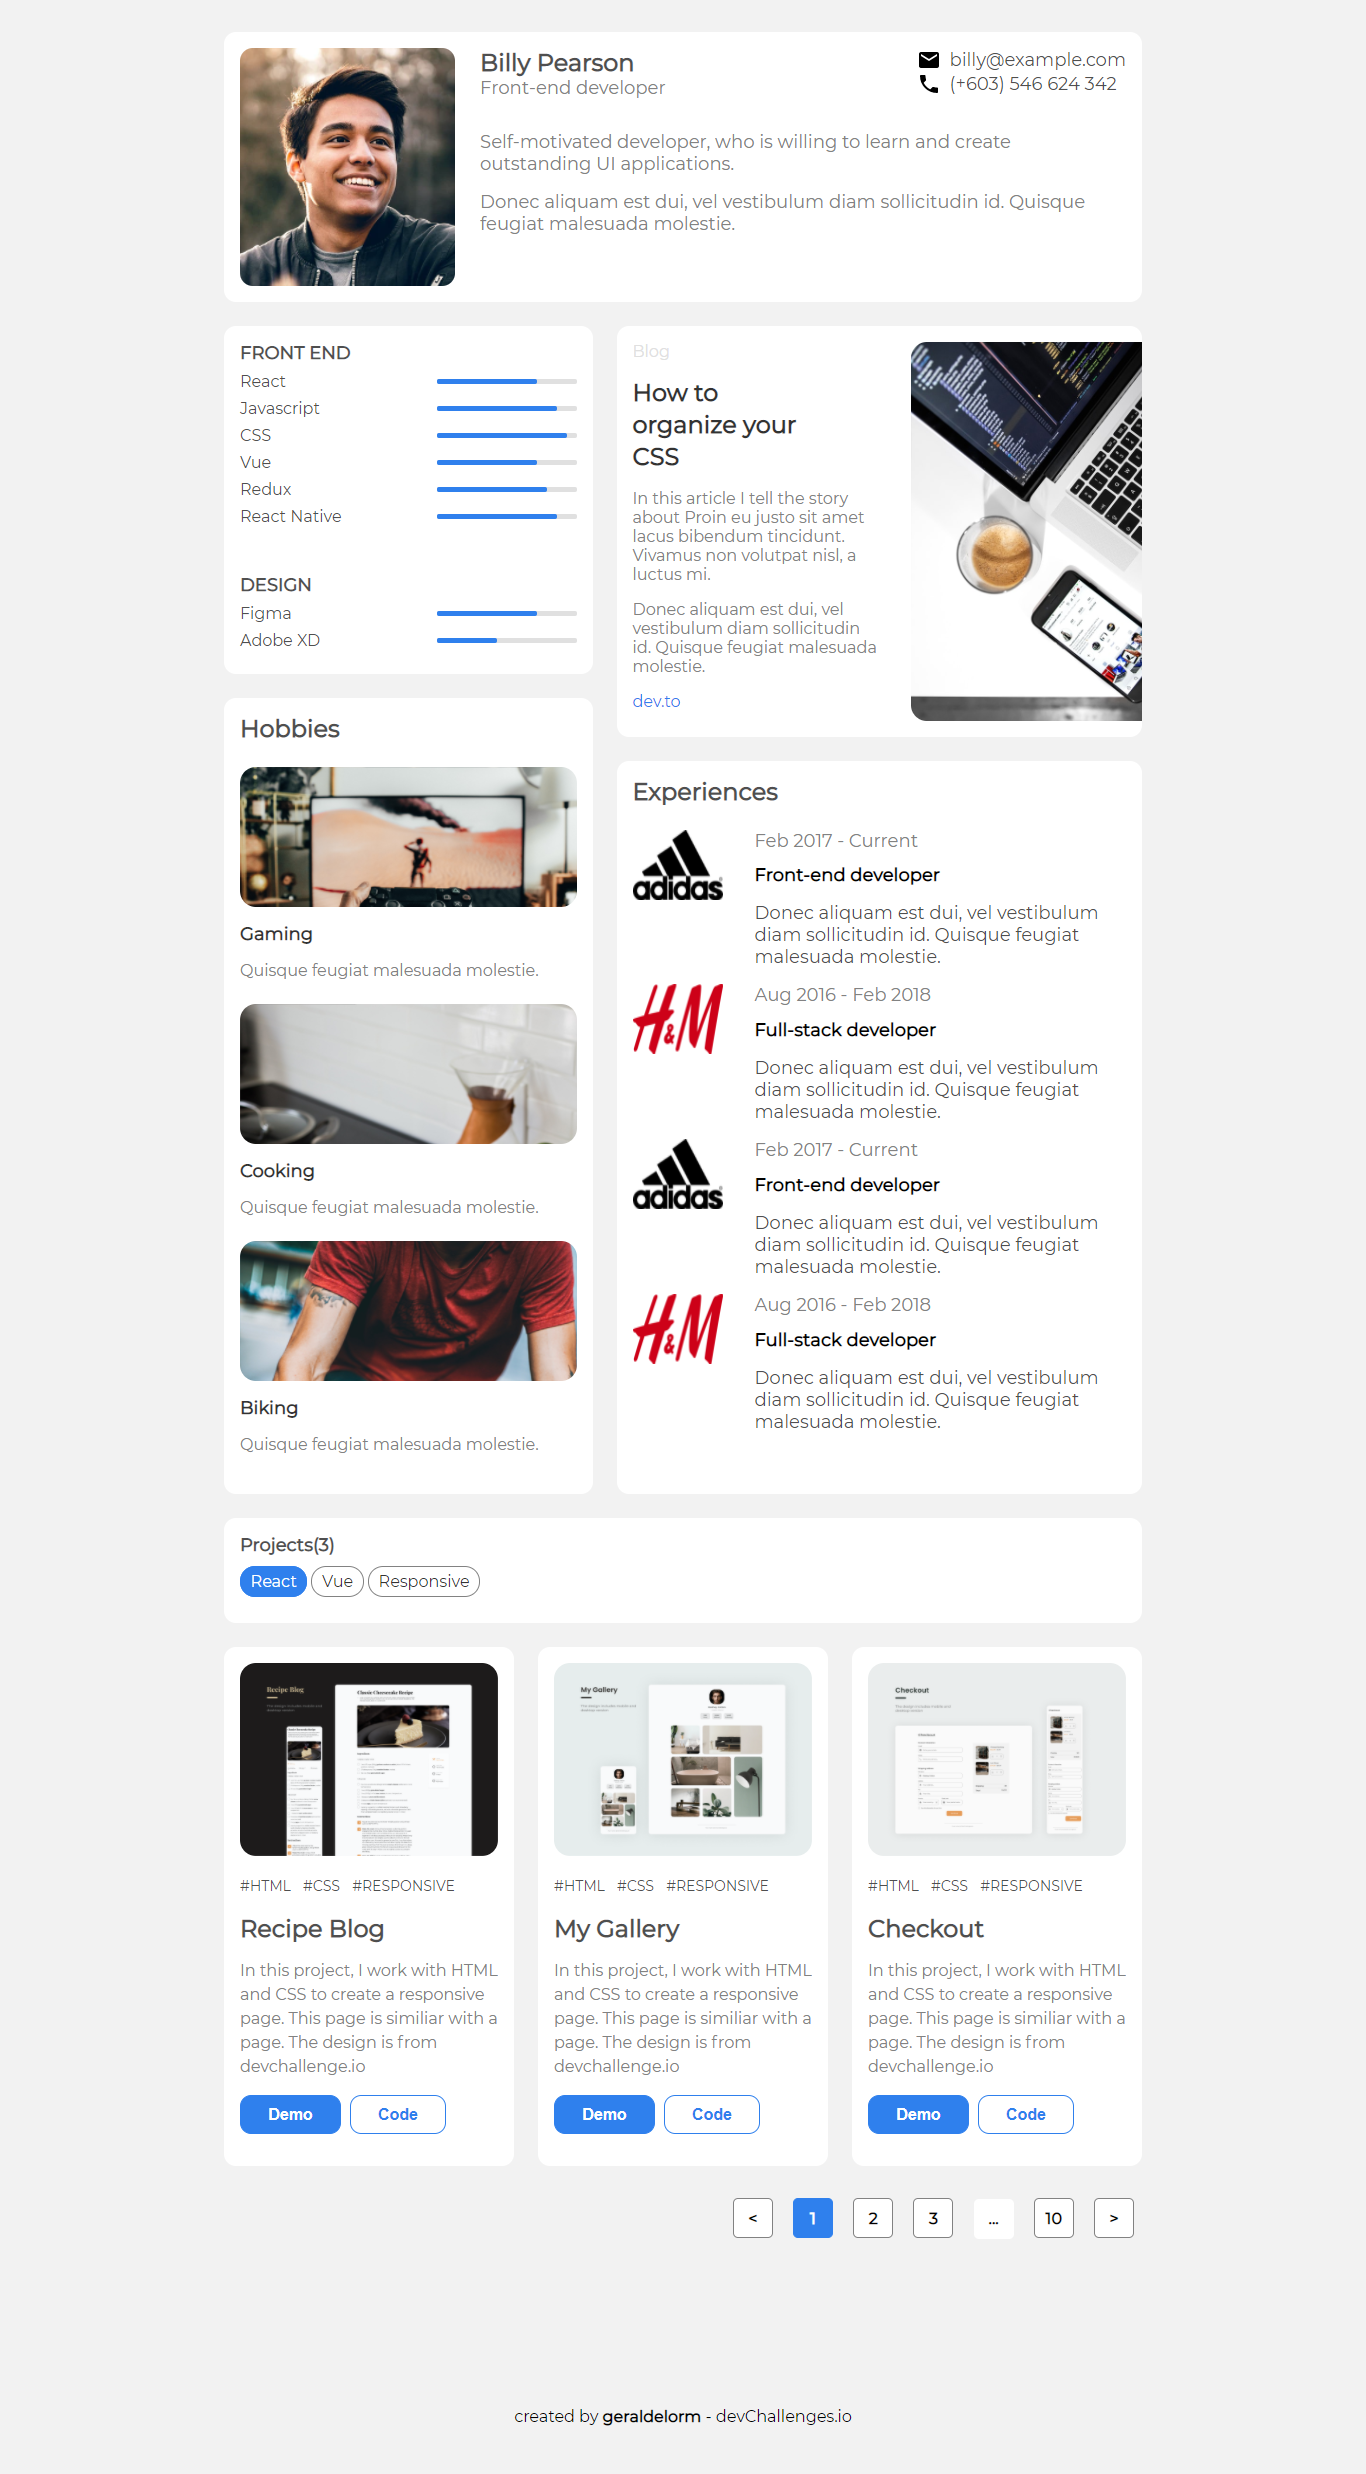 Billy Pearson
Front-end developer
billy@example.com
(+603) 546 624 342
Self-motivated developer, who is willing to learn and create
outstanding UI applications.
Donec aliquam est dui, vel vestibulum diam sollicitudin id. Quisque
feugiat malesuada molestie.
FRONT END
React
Javascript
CSS
Vue
Redux
React Native
DESIGN
Figma
Adobe XD
Hobbies
Gaming
Quisque feugiat malesuada molestie.
Cooking
Quisque feugiat malesuada molestie.
Biking
Quisque feugiat malesuada molestie.
Blog
How to
organize your
CSS
In this article I tell the story
about Proin eu justo sit amet
lacus bibendum tincidunt.
Vivamus non volutpat nisl, a
luctus mi.
Donec aliquam est dui, vel
vestibulum diam sollicitudin
id. Quisque feugiat malesuada
molestie.
dev.to
Experiences
adidas
Feb 2017 - Current
Front-end developer
Donec aliquam est dui, vel vestibulum
diam sollicitudin id. Quisque feugiat
malesuada molestie.
H&M
Aug 2016 - Feb 2018
Full-stack developer
Donec aliquam est dui, vel vestibulum
diam sollicitudin id. Quisque feugiat
malesuada molestie.
adidas
Feb 2017 - Current
Front-end developer
Donec aliquam est dui, vel vestibulum
diam sollicitudin id. Quisque feugiat
malesuada molestie.
H&M
Aug 2016 - Feb 2018
Full-stack developer
Donec aliquam est dui, vel vestibulum
diam sollicitudin id. Quisque feugiat
malesuada molestie.
Projects(3)
React Vue Responsive
Recipe Blog
Classic Cheesecake Recipe
#HTML #CSS #RESPONSIVE
Recipe Blog
In this project, I work with HTML
and CSS to create a responsive
page. This page is similiar with a
page. The design is from
devchallenge.io
Demo Code
My Gallery
#HTML #CSS #RESPONSIVE
My Gallery
In this project, I work with HTML
and CSS to create a responsive
page. This page is similiar with a
page. The design is from
devchallenge.io
Demo Code
Checkout
#HTML #CSS #RESPONSIVE
Checkout
In this project, I work with HTML
and CSS to create a responsive
page. This page is similiar with a
page. The design is from
devchallenge.io
Demo Code
< 1 2 3 ... 10 >
created by geraldelorm - devChallenges.io